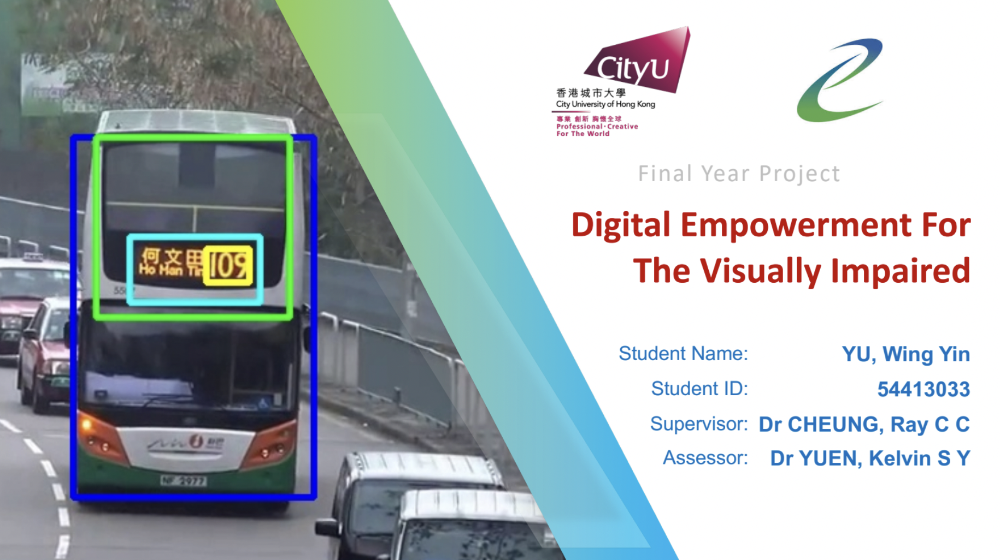 何文田
Ho Man Tin
109
NF 2977
CityU
香港城市大學
City University of Hong Kong
專業 創新 胸懷全球
Professional·Creative
For The World
Final Year Project
Digital Empowerment For
The Visually Impaired
Student Name: YU, Wing Yin
Student ID: 54413033
Supervisor: Dr CHEUNG, Ray C C
Assessor: Dr YUEN, Kelvin S Y